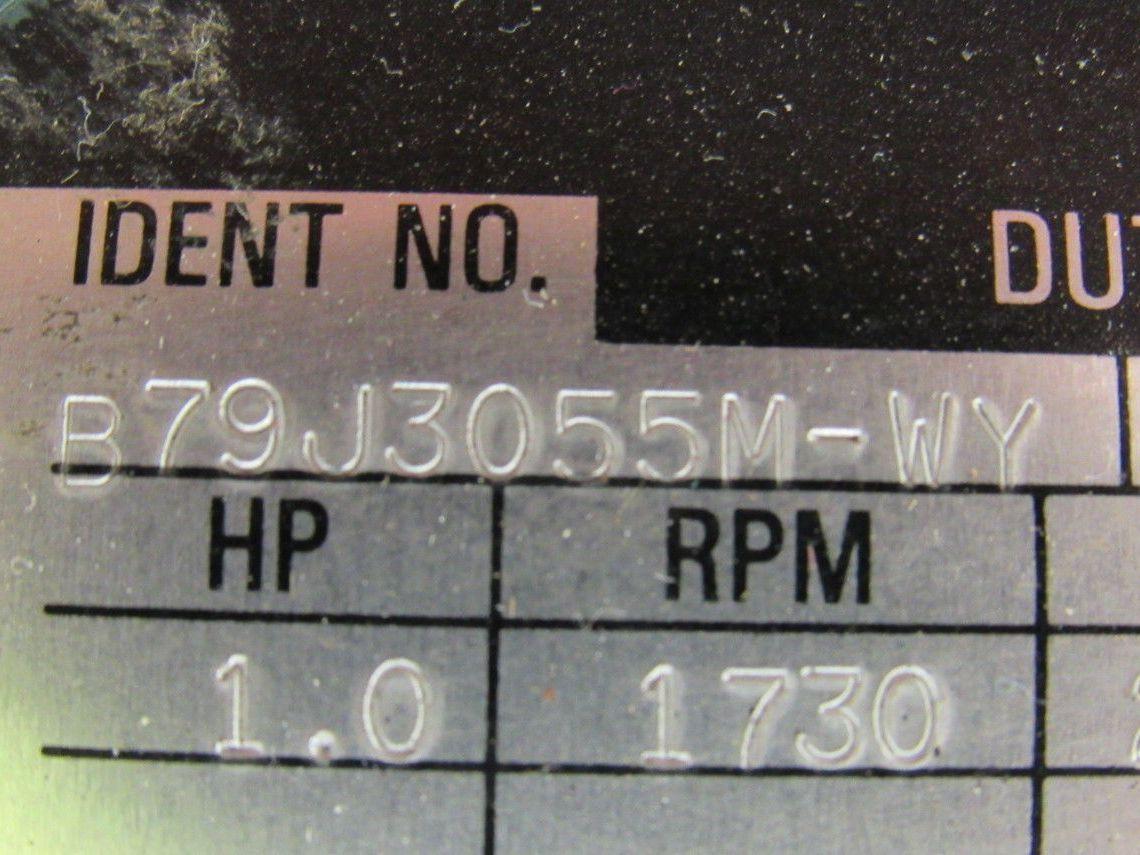 IDENT NO. DU
B79J3055M-WY
HP RPM
1.0 1730